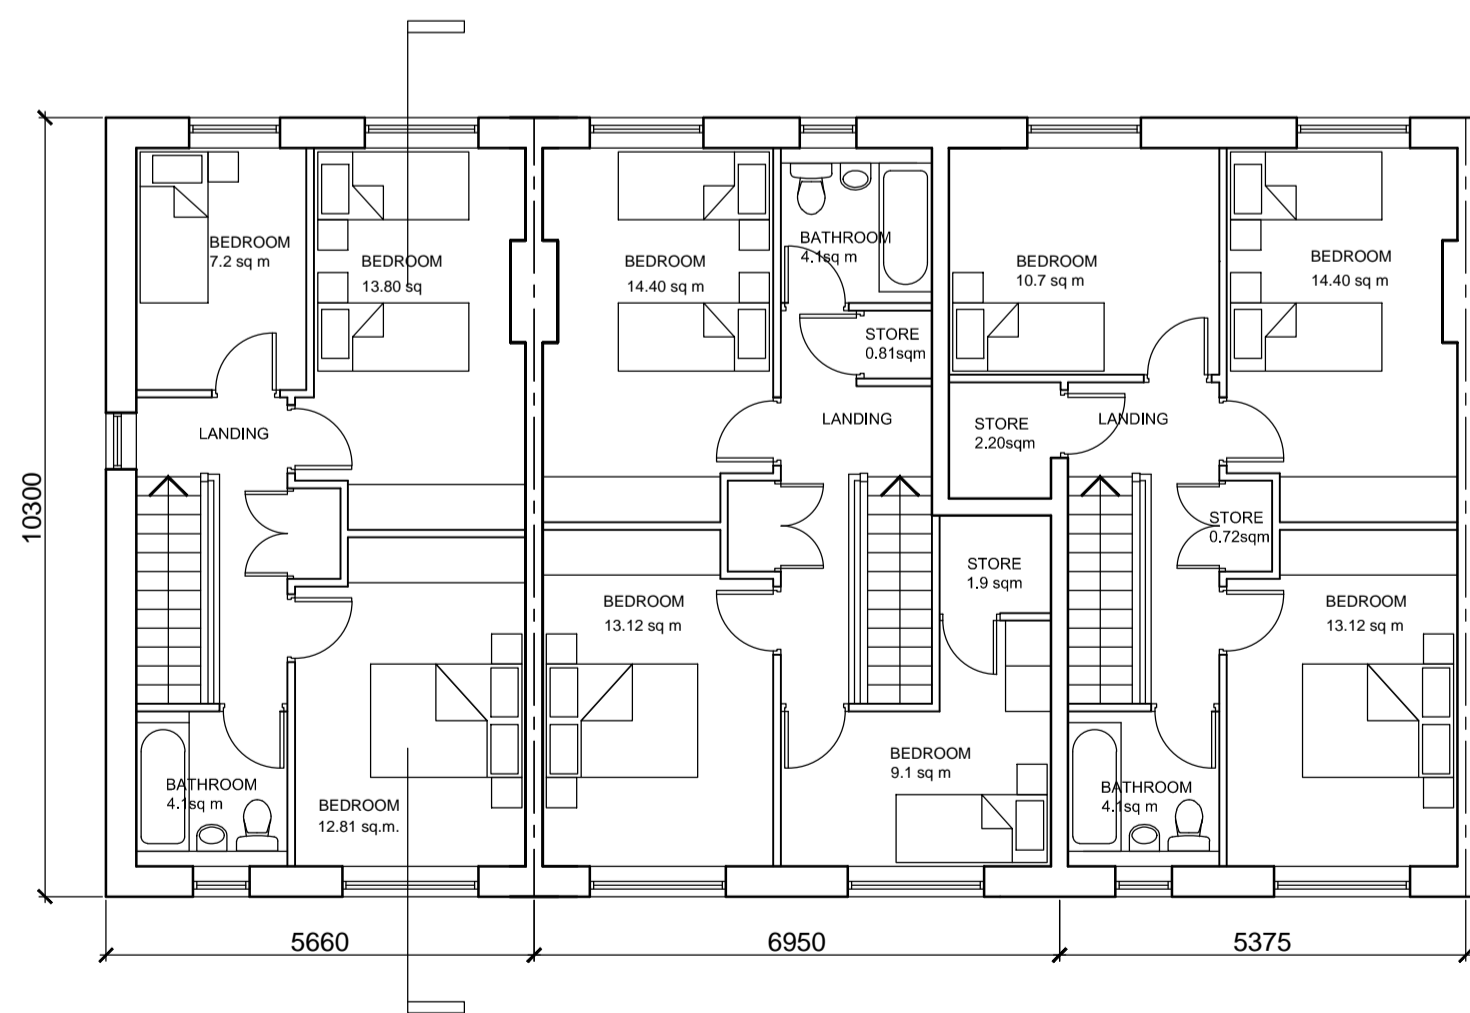 BEDROOM
7.2 sq m
BEDROOM
13.80 sq
BEDROOM
14.40 sq m
BATHROOM
4.1sq m
STORE
0.81sqm
BEDROOM
10.7 sq m
BEDROOM
14.40 sq m
LANDING
LANDING
STORE
2.20sqm
LANDING
STORE
0.72sqm
10300
STORE
1.9 sqm
BEDROOM
13.12 sq m
BEDROOM
13.12 sq m
BATHROOM
4.1sq m
BEDROOM
12.81 sq.m.
BEDROOM
9.1 sq m
BATHROOM
4.1sq m
5660
6950
5375